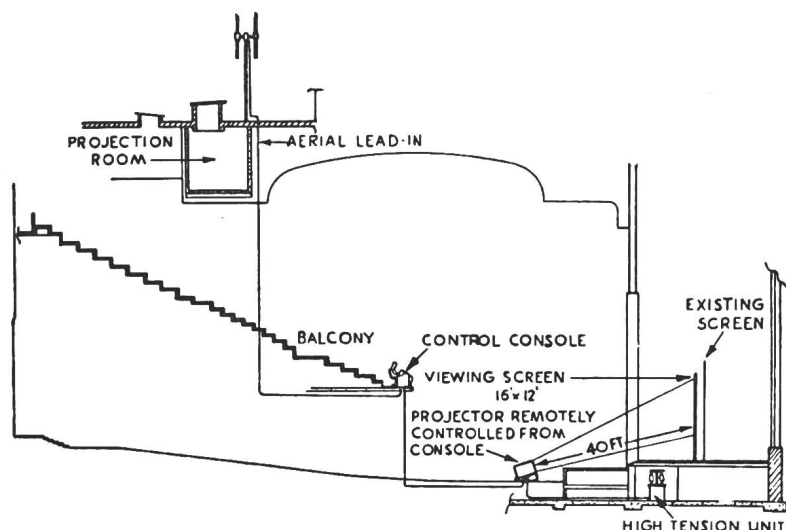 PROJECTION
ROOM
AERIAL LEAD-IN
EXISTING
SCREEN
BALCONY
CONTROL CONSOLE
VIEWING SCREEN
16'x 12'
PROJECTOR REMOTELY
CONTROLLED FROM
CONSOLE
40FT
HIGH TENSION UNIT